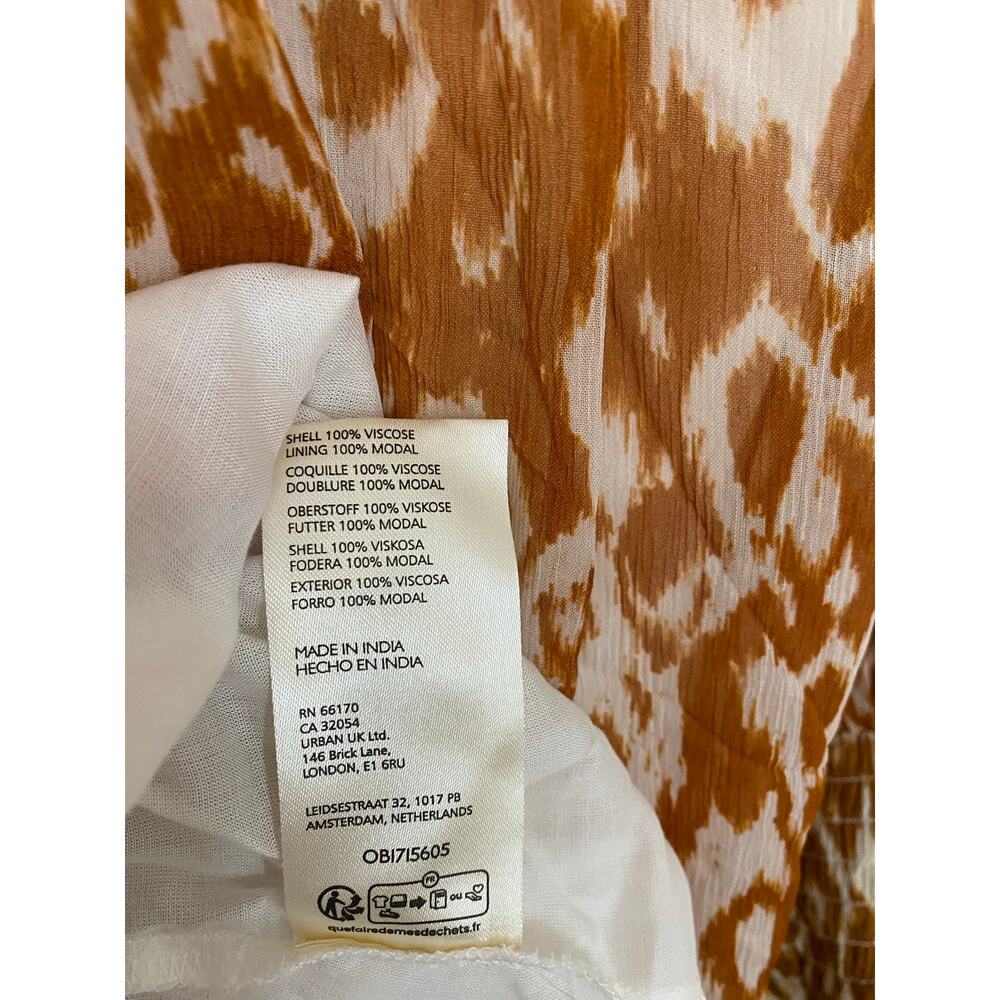 SHELL 100% VISCOSE
LINING 100% MODAL
COQUILLE 100% VISCOSE
DOUBLURE 100% MODAL
OBERSTOFF 100% VISKOSE
FUTTER 100% MODAL
SHELL 100% VISKOSA
FODERA 100% MODAL
EXTERIOR 100% VISCOSA
FORRO 100% MODAL
MADE IN INDIA
HECHO EN INDIA
RN 66170
CA 32054
URBAN UK Ltd.
146 Brick Lane,
LONDON, E1 6RU
LEIDSESTRAAT 32, 1017 PB
AMSTERDAM, NETHERLANDS
OB1715605
FR
OU
quefairedemesdechets.fr